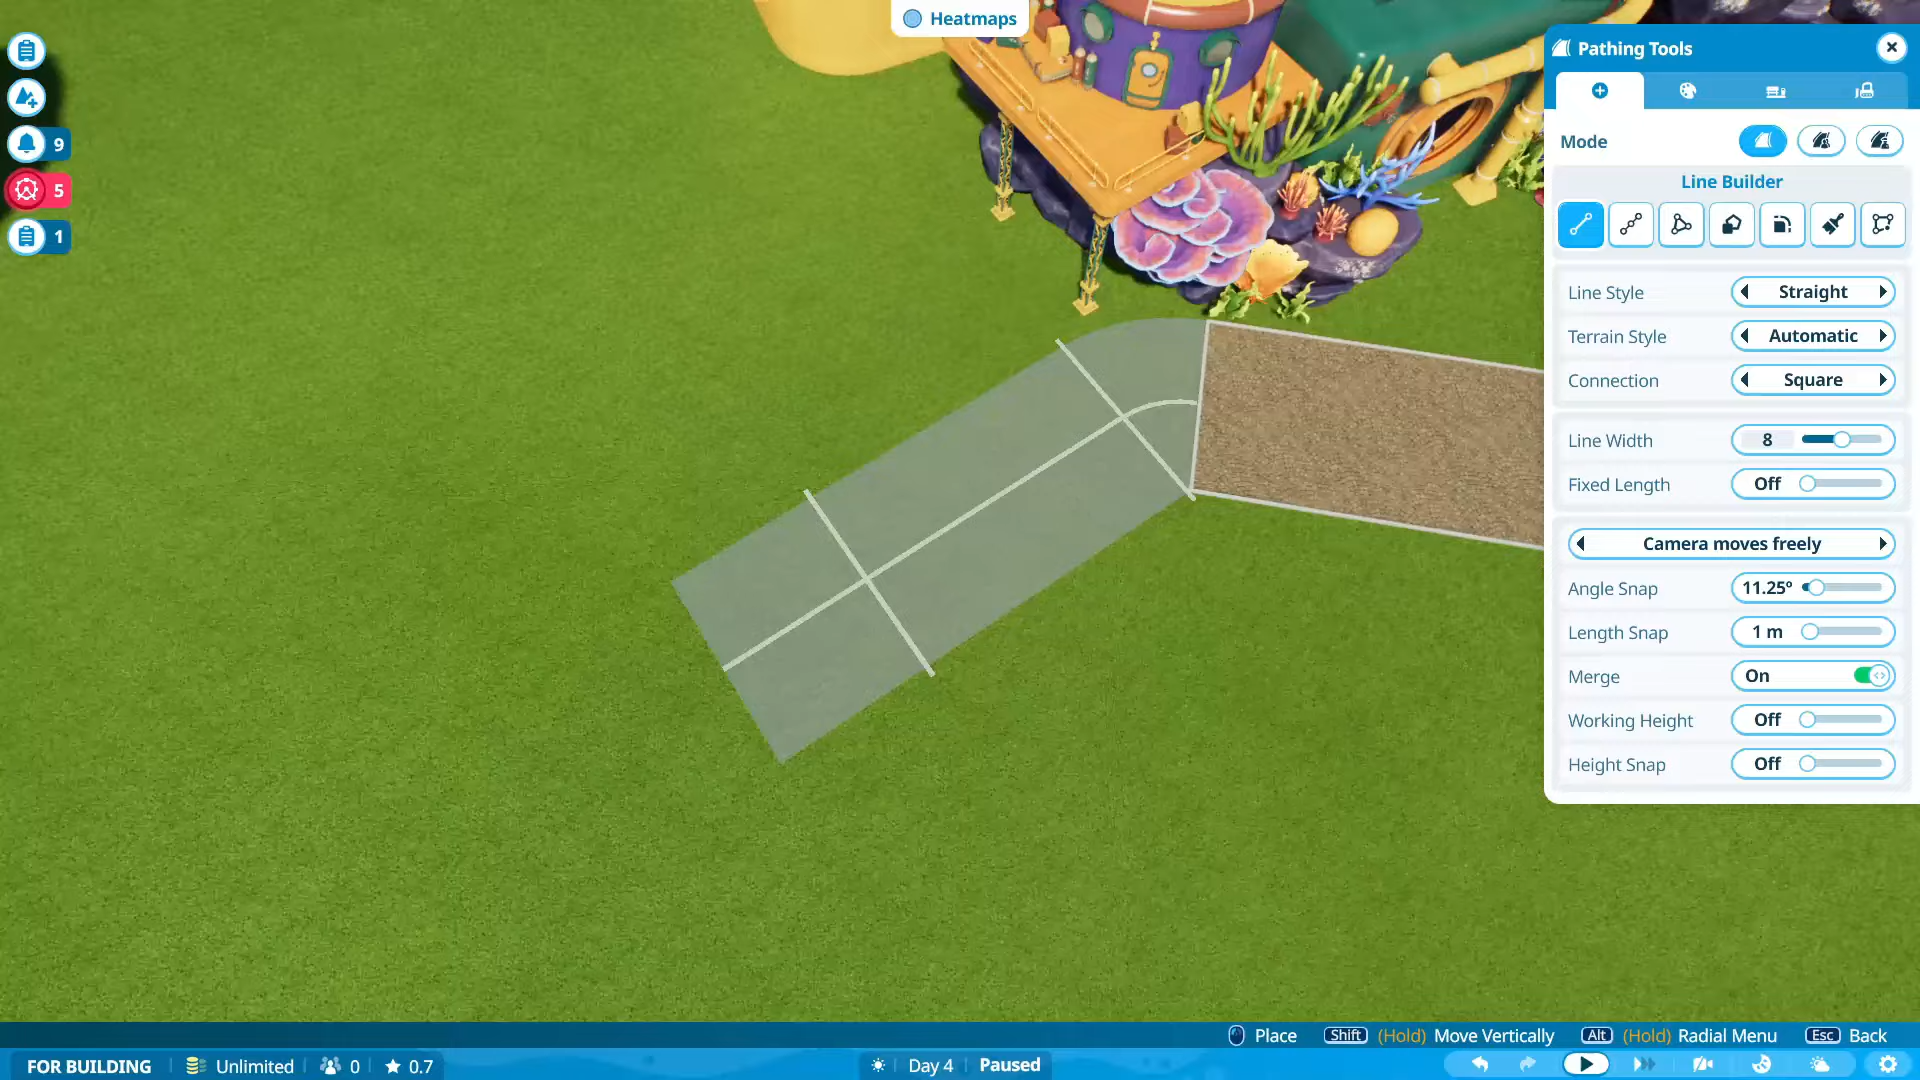 Heatmaps
9
5
1
Pathing Tools
Mode
Line Builder
Line Style Straight
Terrain Style Automatic
Connection Square
Line Width 8
Fixed Length Off
Camera moves freely
Angle Snap 11.25°
Length Snap 1 m
Merge On
Working Height Off
Height Snap Off
Place Shift (Hold) Move Vertically Alt (Hold) Radial Menu Esc Back
FOR BUILDING Unlimited 0 0.7 Day 4 Paused